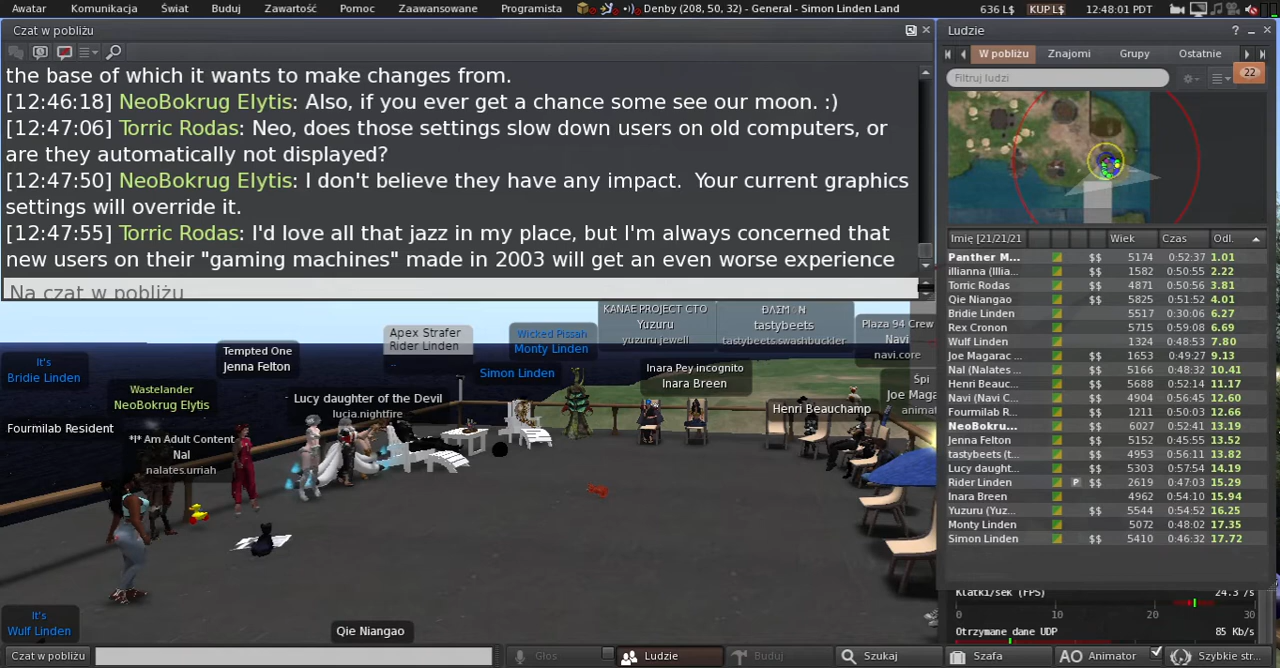 Awatar Komunikacja Świat Buduj Zawartość Pomoc Zaawansowane Programista Denby (208, 50, 32) - General - Simon Linden Land 636 L$ KUP L$ 12:48:01 PDT
Czat w pobliżu
the base of which it wants to make changes from.
[12:46:18] NeoBokrug Elytis: Also, if you ever get a chance some see our moon. :)
[12:47:06] Torric Rodas: Neo, does those settings slow down users on old computers, or
are they automatically not displayed?
[12:47:50] NeoBokrug Elytis: I don't believe they have any impact. Your current graphics
settings will override it.
[12:47:55] Torric Rodas: I'd love all that jazz in my place, but I'm always concerned that
new users on their "gaming machines" made in 2003 will get an even worse experience
Na czat w pobliżu
Ludzie
W pobliżu Znajomi Grupy Ostatnie
Filtruj ludzi
22
Imię [21/21/21 Wiek Czas Odl.
Panther M... $$ 5174 0:52:37 1.01
illianna (Illia... $$ 1582 0:50:55 2.22
Torric Rodas $$ 4871 0:50:56 3.81
Qie Niangao $$ 5825 0:51:52 4.01
Bridie Linden 5517 0:30:06 6.27
Rex Cronon 5715 0:59:08 6.69
Wulf Linden 1324 0:48:53 7.80
Joe Magarac ... $$ 1653 0:49:27 9.13
Nal (Nalates ... $$ 5166 0:48:32 10.41
Henri Beauc... $$ 5688 0:52:14 11.17
Navi (Navi C... $$ 4904 0:56:45 12.60
Fourmilab R... $$ 1211 0:50:03 12.66
NeoBokru... $$ 6027 0:52:41 13.19
Jenna Felton $$ 5152 0:45:55 13.52
tastybeets (t... $$ 4953 0:56:11 13.82
Lucy daught... $$ 5303 0:57:54 14.19
Rider Linden P $$ 2619 0:47:03 15.29
Inara Breen 4962 0:54:10 15.94
Yuzuru (Yuz... $$ 5544 0:54:52 16.25
Monty Linden 5072 0:48:02 17.35
Simon Linden $$ 5410 0:46:32 17.72
Klatki/sek (FPS) 24.3 /s
0 10 20 30
Otrzymane dane UDP 85 Kb/s
It's
Bridie Linden
Tempted One
Jenna Felton
Apex Strafer
Rider Linden
..
Wicked Pissah
Monty Linden
KANAE PROJECT CTO
Yuzuru
yuzuru.jewell
tastybeets
tastybeets.swashbuckler
Plaza 94 Crew
Navi
navi.core
Simon Linden
Inara Pey incognito
Inara Breen
Spi
Joe Maga
animat
Wastelander
NeoBokrug Elytis
Lucy daughter of the Devil
lucia.nightfire
Henri Beauchamp
Fourmilab Resident
*!* Am Adult Content
Nal
nalates.urriah
It's
Wulf Linden
Qie Niangao
Czat w pobliżu Głos Ludzie Buduj Szukaj Szafa AO Animator Szybkie str...